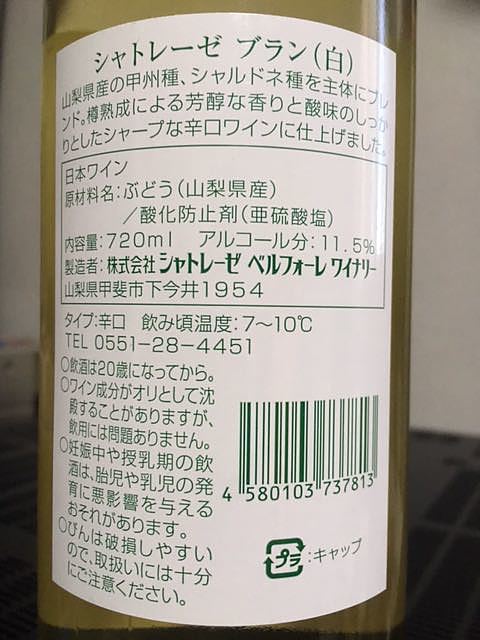 シャトレーゼ ブラン(白)
山梨県産の甲州種、シャルドネ種を主体にブレ
ンド。樽熟成による芳醇な香りと酸味のしっか
りとしたシャープな辛口ワインに仕上げました。
日本ワイン
原材料名:ぶどう(山梨県産)
/酸化防止剤(亜硫酸塩)
内容量:720ml アルコール分:11.5%
製造者:株式会社 シャトレーゼ ベルフォーレ ワイナリー
山梨県甲斐市下今井1954
タイプ:辛口 飲み頃温度:7〜10℃
TEL 0551-28-4451
○飲酒は20歳になってから。
○ワイン成分がオリとして沈
殿することがありますが、
飲用には問題ありません。
○妊娠中や授乳期の飲
酒は、胎児や乳児の発
育に悪影響を与える
おそれがあります。
○びんは破損しやすい
ので、取扱いには十分
にご注意ください。
4 580103 737813
プラ:キャップ